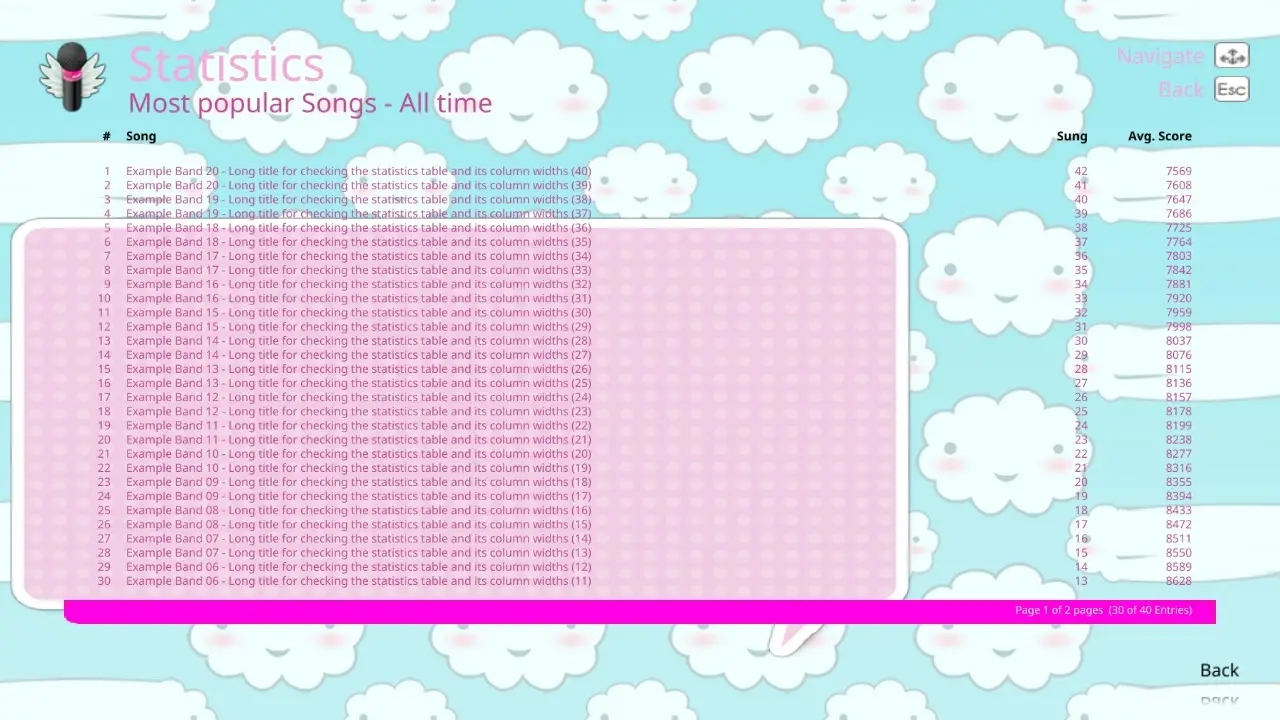 Statistics
Most popular Songs - All time
Navigate
Back Esc
# Song Sung Avg. Score
1 Example Band 20 - Long title for checking the statistics table and its column widths (40) 42 7569
2 Example Band 20 - Long title for checking the statistics table and its column widths (39) 41 7608
3 Example Band 19 - Long title for checking the statistics table and its column widths (38) 40 7647
4 Example Band 19 - Long title for checking the statistics table and its column widths (37) 39 7686
5 Example Band 18 - Long title for checking the statistics table and its column widths (36) 38 7725
6 Example Band 18 - Long title for checking the statistics table and its column widths (35) 37 7764
7 Example Band 17 - Long title for checking the statistics table and its column widths (34) 36 7803
8 Example Band 17 - Long title for checking the statistics table and its column widths (33) 35 7842
9 Example Band 16 - Long title for checking the statistics table and its column widths (32) 34 7881
10 Example Band 16 - Long title for checking the statistics table and its column widths (31) 33 7920
11 Example Band 15 - Long title for checking the statistics table and its column widths (30) 32 7959
12 Example Band 15 - Long title for checking the statistics table and its column widths (29) 31 7998
13 Example Band 14 - Long title for checking the statistics table and its column widths (28) 30 8037
14 Example Band 14 - Long title for checking the statistics table and its column widths (27) 29 8076
15 Example Band 13 - Long title for checking the statistics table and its column widths (26) 28 8115
16 Example Band 13 - Long title for checking the statistics table and its column widths (25) 27 8136
17 Example Band 12 - Long title for checking the statistics table and its column widths (24) 26 8157
18 Example Band 12 - Long title for checking the statistics table and its column widths (23) 25 8178
19 Example Band 11 - Long title for checking the statistics table and its column widths (22) 24 8199
20 Example Band 11 - Long title for checking the statistics table and its column widths (21) 23 8238
21 Example Band 10 - Long title for checking the statistics table and its column widths (20) 22 8277
22 Example Band 10 - Long title for checking the statistics table and its column widths (19) 21 8316
23 Example Band 09 - Long title for checking the statistics table and its column widths (18) 20 8355
24 Example Band 09 - Long title for checking the statistics table and its column widths (17) 19 8394
25 Example Band 08 - Long title for checking the statistics table and its column widths (16) 18 8433
26 Example Band 08 - Long title for checking the statistics table and its column widths (15) 17 8472
27 Example Band 07 - Long title for checking the statistics table and its column widths (14) 16 8511
28 Example Band 07 - Long title for checking the statistics table and its column widths (13) 15 8550
29 Example Band 06 - Long title for checking the statistics table and its column widths (12) 14 8589
30 Example Band 06 - Long title for checking the statistics table and its column widths (11) 13 8628
Page 1 of 2 pages (30 of 40 Entries)
Back